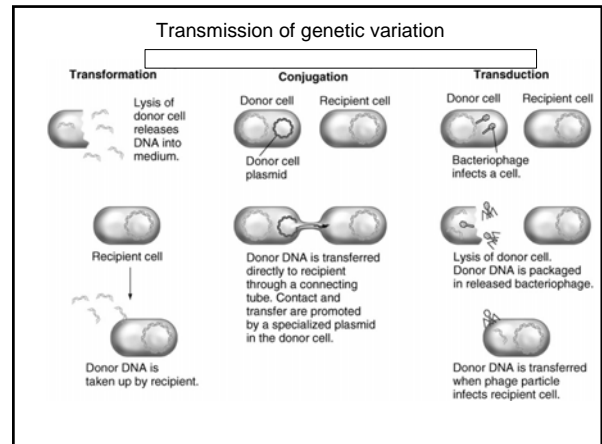 Transmission of genetic variation
Transformation
Lysis of
donor cell
releases
DNA into
medium.
Recipient cell
Donor DNA is
taken up by recipient.
Conjugation
Donor cell Recipient cell
Donor cell
plasmid
Donor DNA is transferred
directly to recipient
through a connecting
tube. Contact and
transfer are promoted
by a specialized plasmid
in the donor cell.
Transduction
Donor cell Recipient cell
Bacteriophage
infects a cell.
Lysis of donor cell.
Donor DNA is packaged
in released bacteriophage.
Donor DNA is transferred
when phage particle
infects recipient cell.